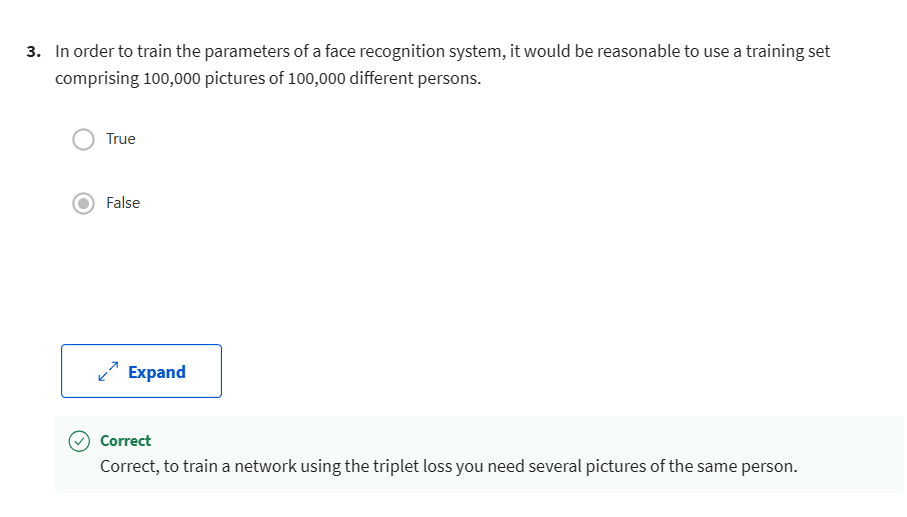 3. In order to train the parameters of a face recognition system, it would be reasonable to use a training set
comprising 100,000 pictures of 100,000 different persons.
True
False
Expand
Correct
Correct, to train a network using the triplet loss you need several pictures of the same person.